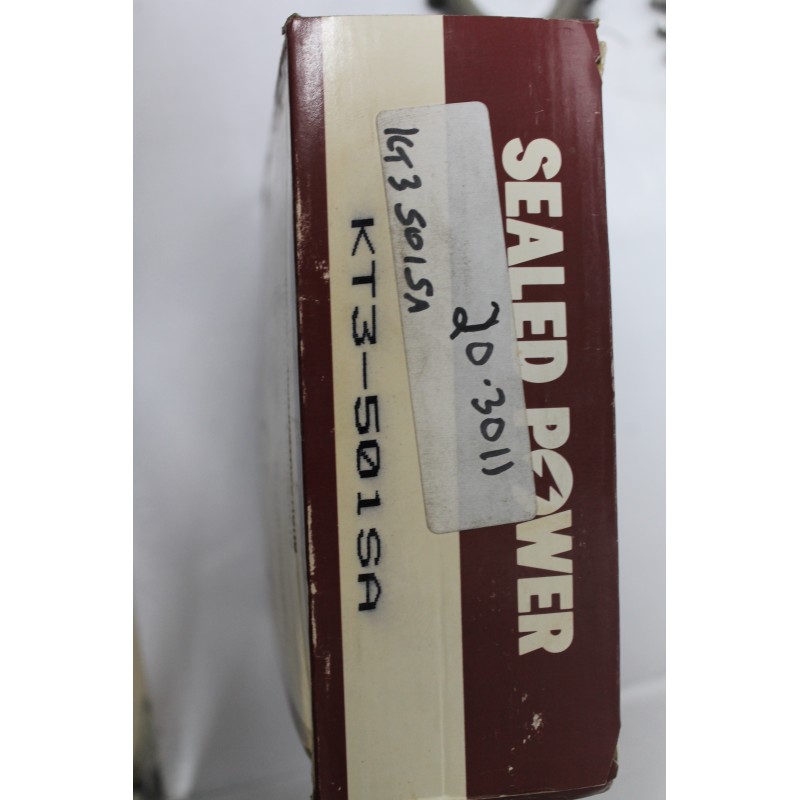 SEALED POWER
KT3 501SA
20-3011
KT3-501SA